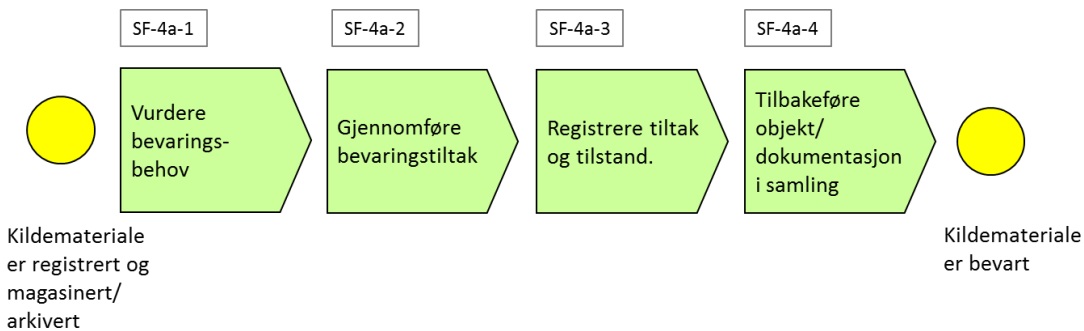 SF-4a-1
SF-4a-2
SF-4a-3
SF-4a-4
Vurdere
bevarings-
behov
Gjennomføre
bevaringstiltak
Registrere tiltak
og tilstand.
Tilbakeføre
objekt/
dokumentasjon
i samling
Kildemateriale
er registrert og
magasinert/
arkivert
Kildemateriale
er bevart